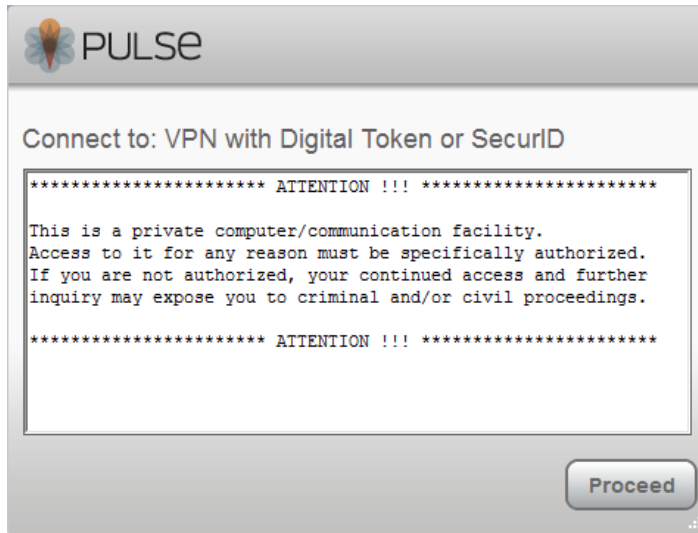 PULSE
Connect to: VPN with Digital Token or SecurID
*********************** ATTENTION !!! ***********************
This is a private computer/communication facility.
Access to it for any reason must be specifically authorized.
If you are not authorized, your continued access and further
inquiry may expose you to criminal and/or civil proceedings.
*********************** ATTENTION !!! ***********************
Proceed